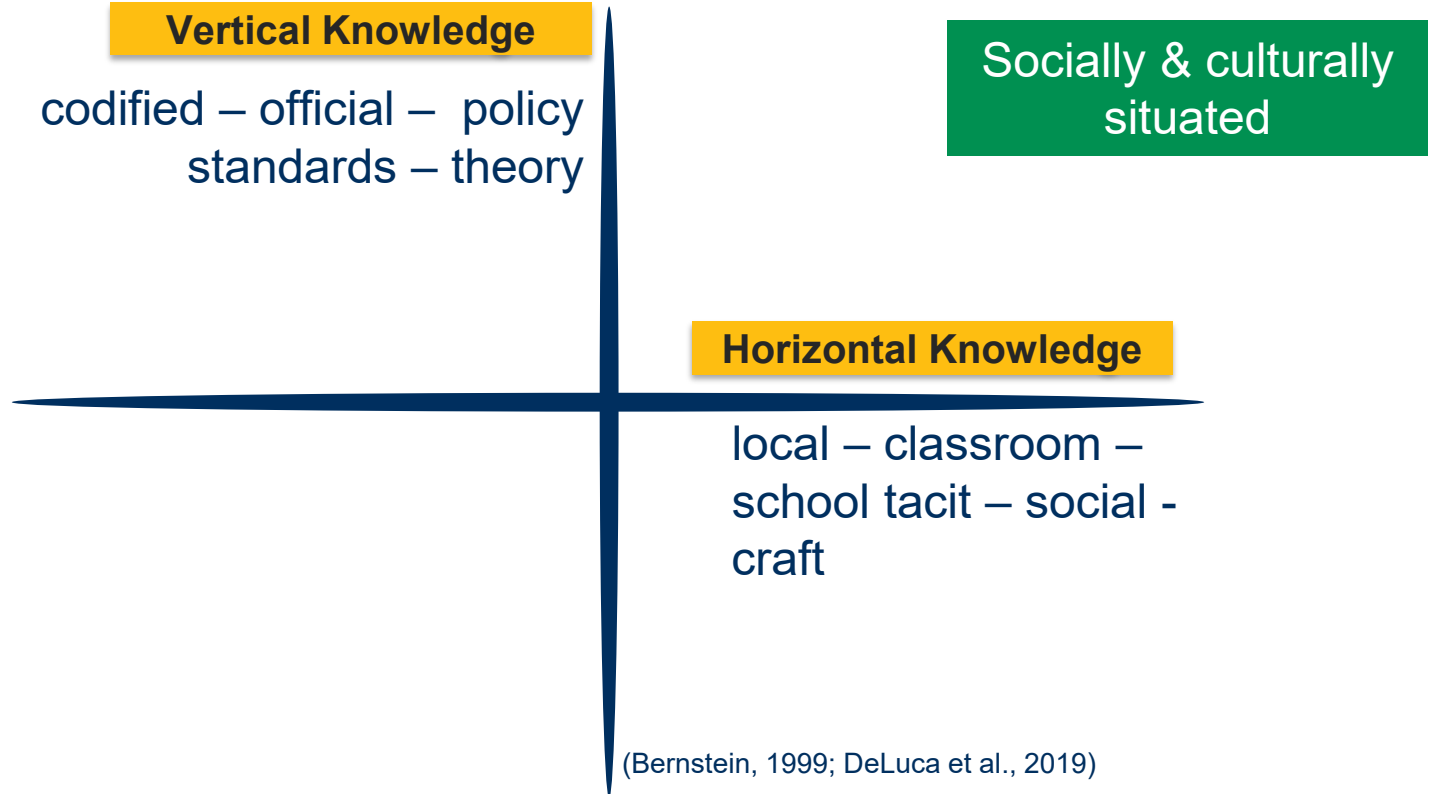 Vertical Knowledge
codified – official –  policy
standards – theory
Socially & culturally
situated
Horizontal Knowledge
local – classroom –
school tacit – social -
craft
(Bernstein, 1999; DeLuca et al., 2019)